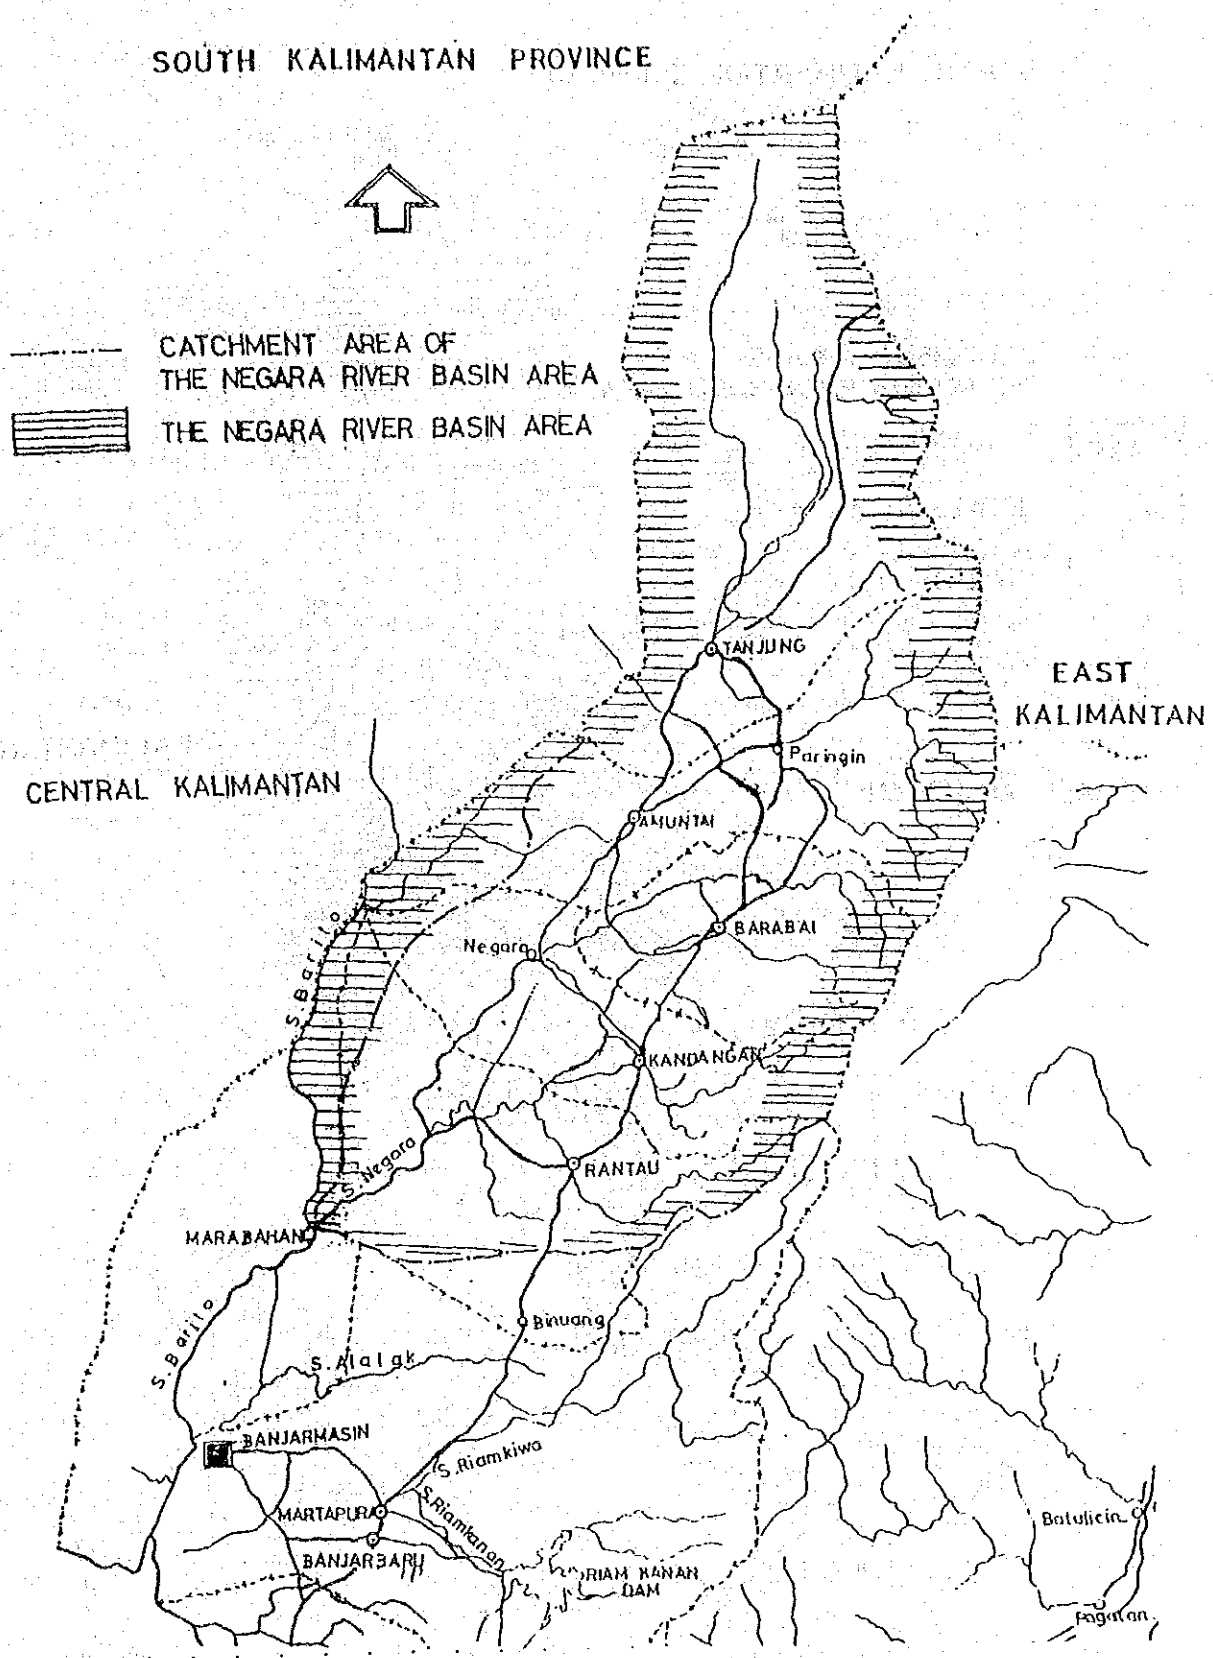 SOUTH KALIMANTAN PROVINCE
CATCHMENT AREA OF
THE NEGARA RIVER BASIN AREA
THE NEGARA RIVER BASIN AREA
TANJUNG
EAST
KALIMANTAN
Paringin
CENTRAL KALIMANTAN
AMUNTAI
S. Barito
BARABAI
Negara
KANDANGAN
S. Negara
RANTAU
MARABAHAN
S. Barito
Binuang
S. Alalak
BANJARMASIN
S. Riamkiwa
S. Riamkanan
MARTAPURA
Batulicin
BANJARBARU
RIAM KANAN
DAM
Pagatan